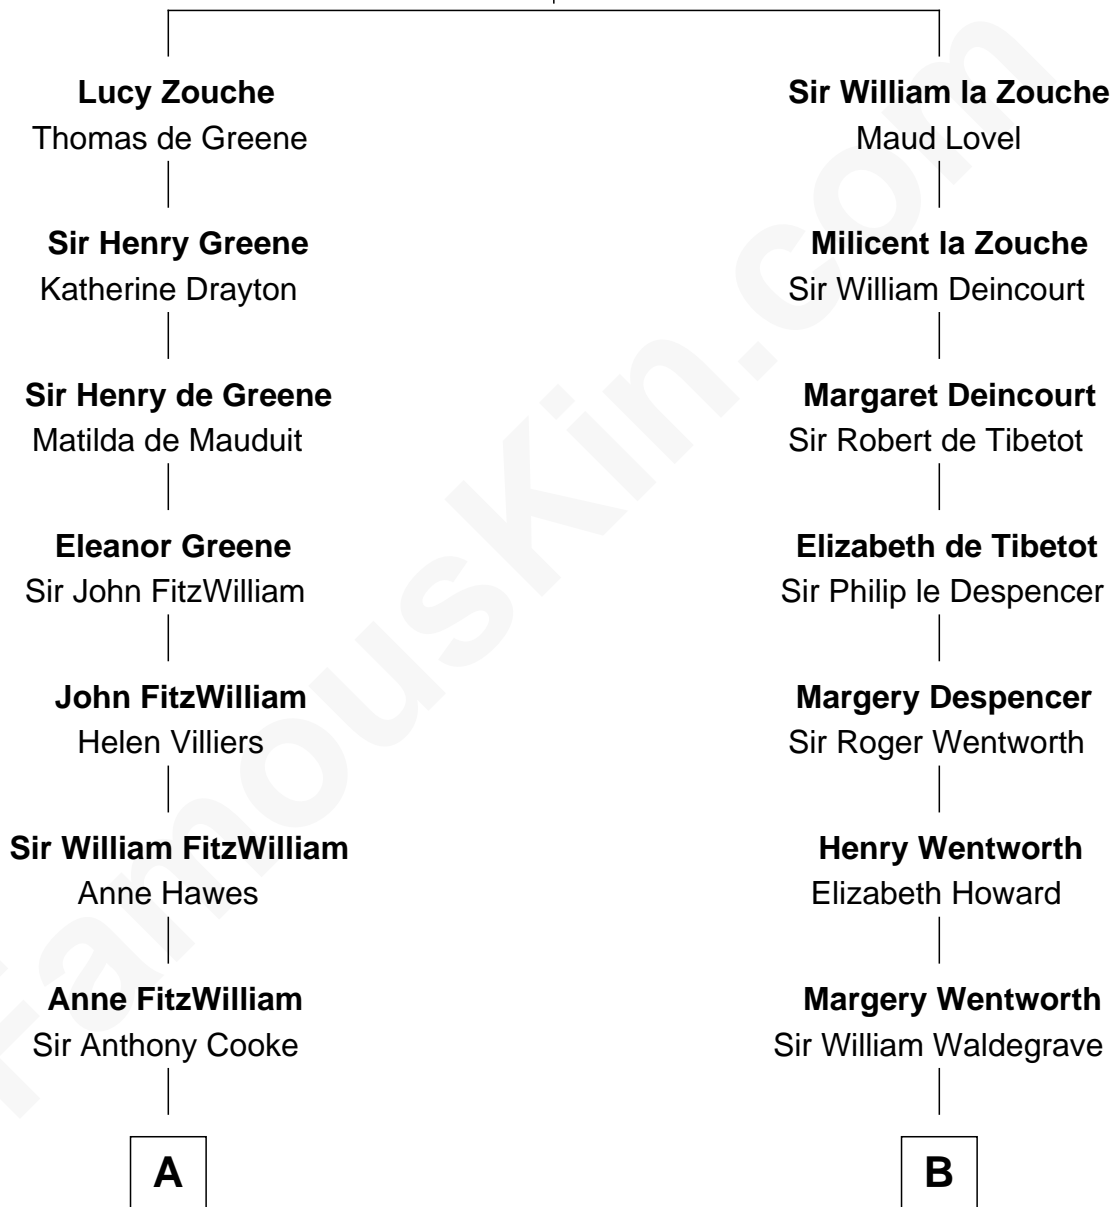 Lucy Zouche
Thomas de Greene
Sir Henry Greene
Katherine Drayton
Sir Henry de Greene
Matilda de Mauduit
Eleanor Greene
Sir John FitzWilliam
John FitzWilliam
Helen Villiers
Sir William FitzWilliam
Anne Hawes
Anne FitzWilliam
Sir Anthony Cooke
A
Sir William la Zouche
Maud Lovel
Milicent la Zouche
Sir William Deincourt
Margaret Deincourt
Sir Robert de Tibetot
Elizabeth de Tibetot
Sir Philip le Despencer
Margery Despencer
Sir Roger Wentworth
Henry Wentworth
Elizabeth Howard
Margery Wentworth
Sir William Waldegrave
B
FamousKin.com